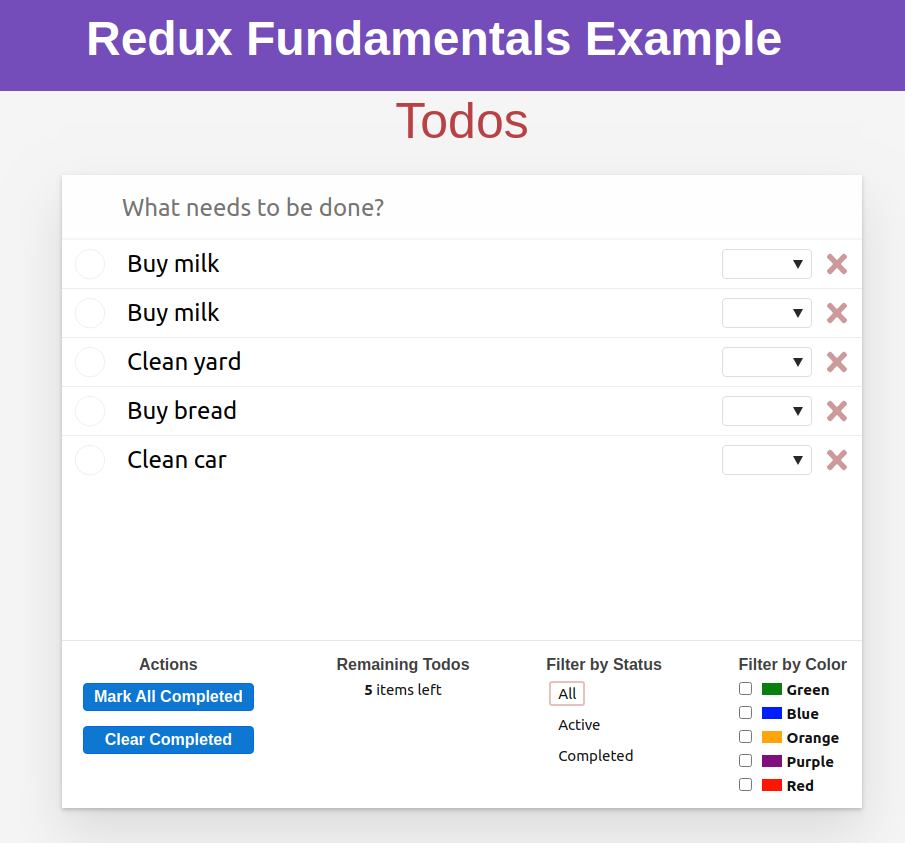 Redux Fundamentals Example
Todos
What needs to be done?
Buy milk
Buy milk
Clean yard
Buy bread
Clean car
Actions
Mark All Completed
Clear Completed
Remaining Todos
5 items left
Filter by Status
All
Active
Completed
Filter by Color
Green
Blue
Orange
Purple
Red